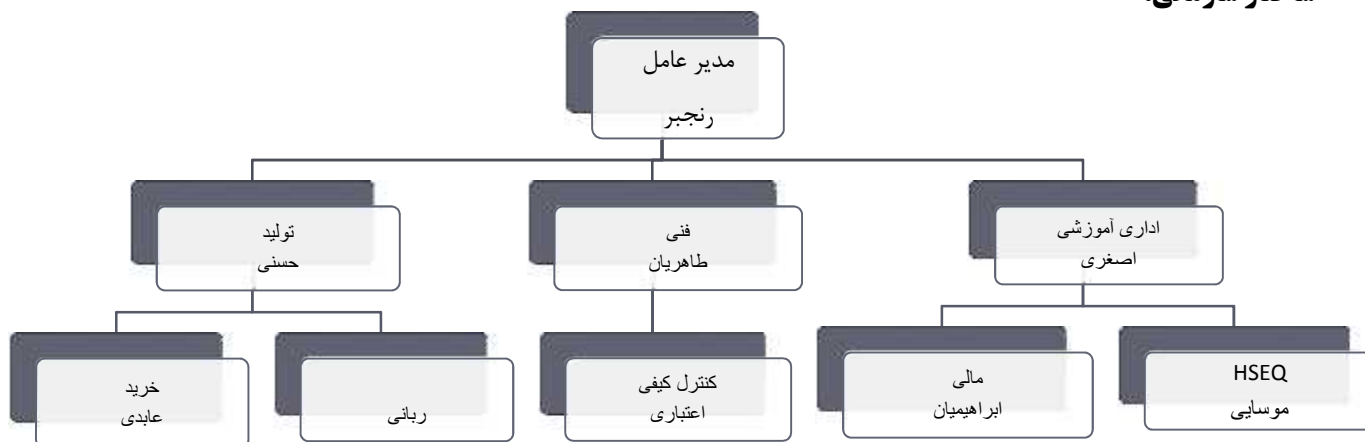 مدیر عامل
رنجبر
اداری آموزشی
اصغری
فنی
طاهریان
تولید
حسنی
HSEQ
موسایی
مالی
ابراهیمیان
کنترل کیفی
اعتباری
ربانی
خرید
عابدی